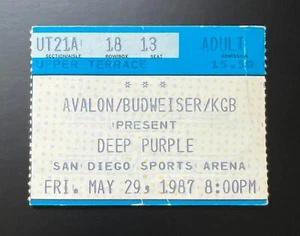 UT21A 18 13 ADULT
SECTION/AISLE ROW/BOX SEAT ADMISSION
UPPER TERRACE 15.50
AVALON/BUDWEISER/KGB
PRESENT
DEEP PURPLE
SAN DIEGO SPORTS ARENA
FRI. MAY 29, 1987 8:00PM